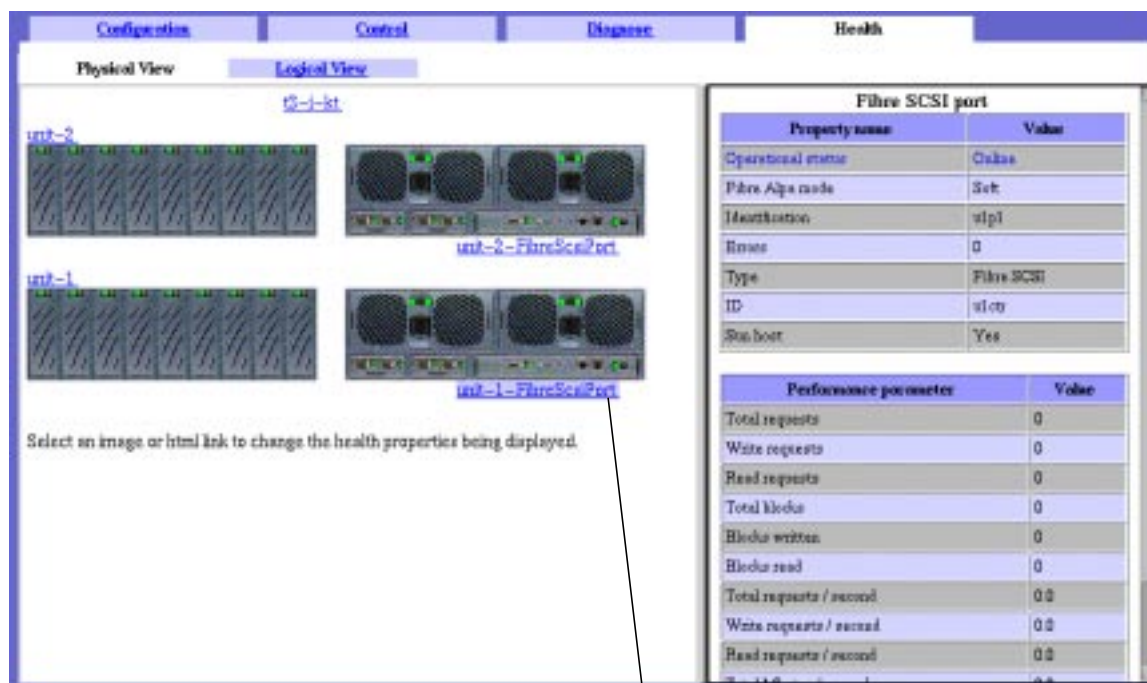 Configuration Control Diagnose Health
Physical View Logical View
t3-j-kt
unit-2
unit-2-FibreScsiPort
unit-1
unit-1-FibreScsiPort
Select an image or html link to change the health properties being displayed.
Fibre SCSI port
Property name Value
Operational status Online
Fibre Alpa mode Soft
Identification u1p1
Errors 0
Type Fibre SCSI
ID u1ctr
Sun host Yes
Performance parameter Value
Total requests 0
Write requests 0
Read requests 0
Total blocks 0
Blocks written 0
Blocks read 0
Total requests / second 0.0
Write requests / second 0.0
Read requests / second 0.0